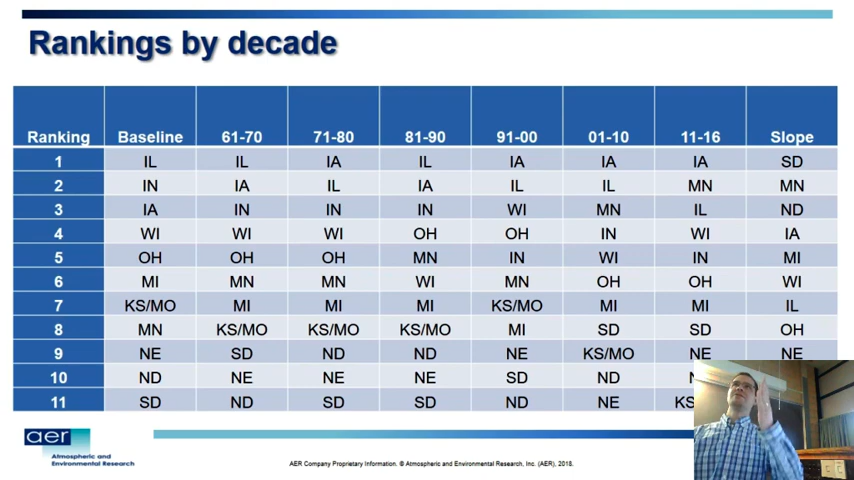 Rankings by decade
Ranking Baseline 61-70 71-80 81-90 91-00 01-10 11-16 Slope
1 IL IL IA IL IA IA IA SD
2 IN IA IL IA IL IL MN MN
3 IA IN IN IN WI MN IL ND
4 WI WI WI OH OH IN WI IA
5 OH OH OH MN IN WI IN MI
6 MI MN MN WI MN OH OH WI
7 KS/MO MI MI MI KS/MO MI MI IL
8 MN KS/MO KS/MO KS/MO MI SD SD OH
9 NE SD ND ND NE KS/MO NE NE
10 ND NE NE NE SD ND
11 SD ND SD SD ND NE
aer
Atmospheric and
Environmental Research
AER Company Proprietary Information. © Atmospheric and Environmental Research, Inc. (AER), 2018.